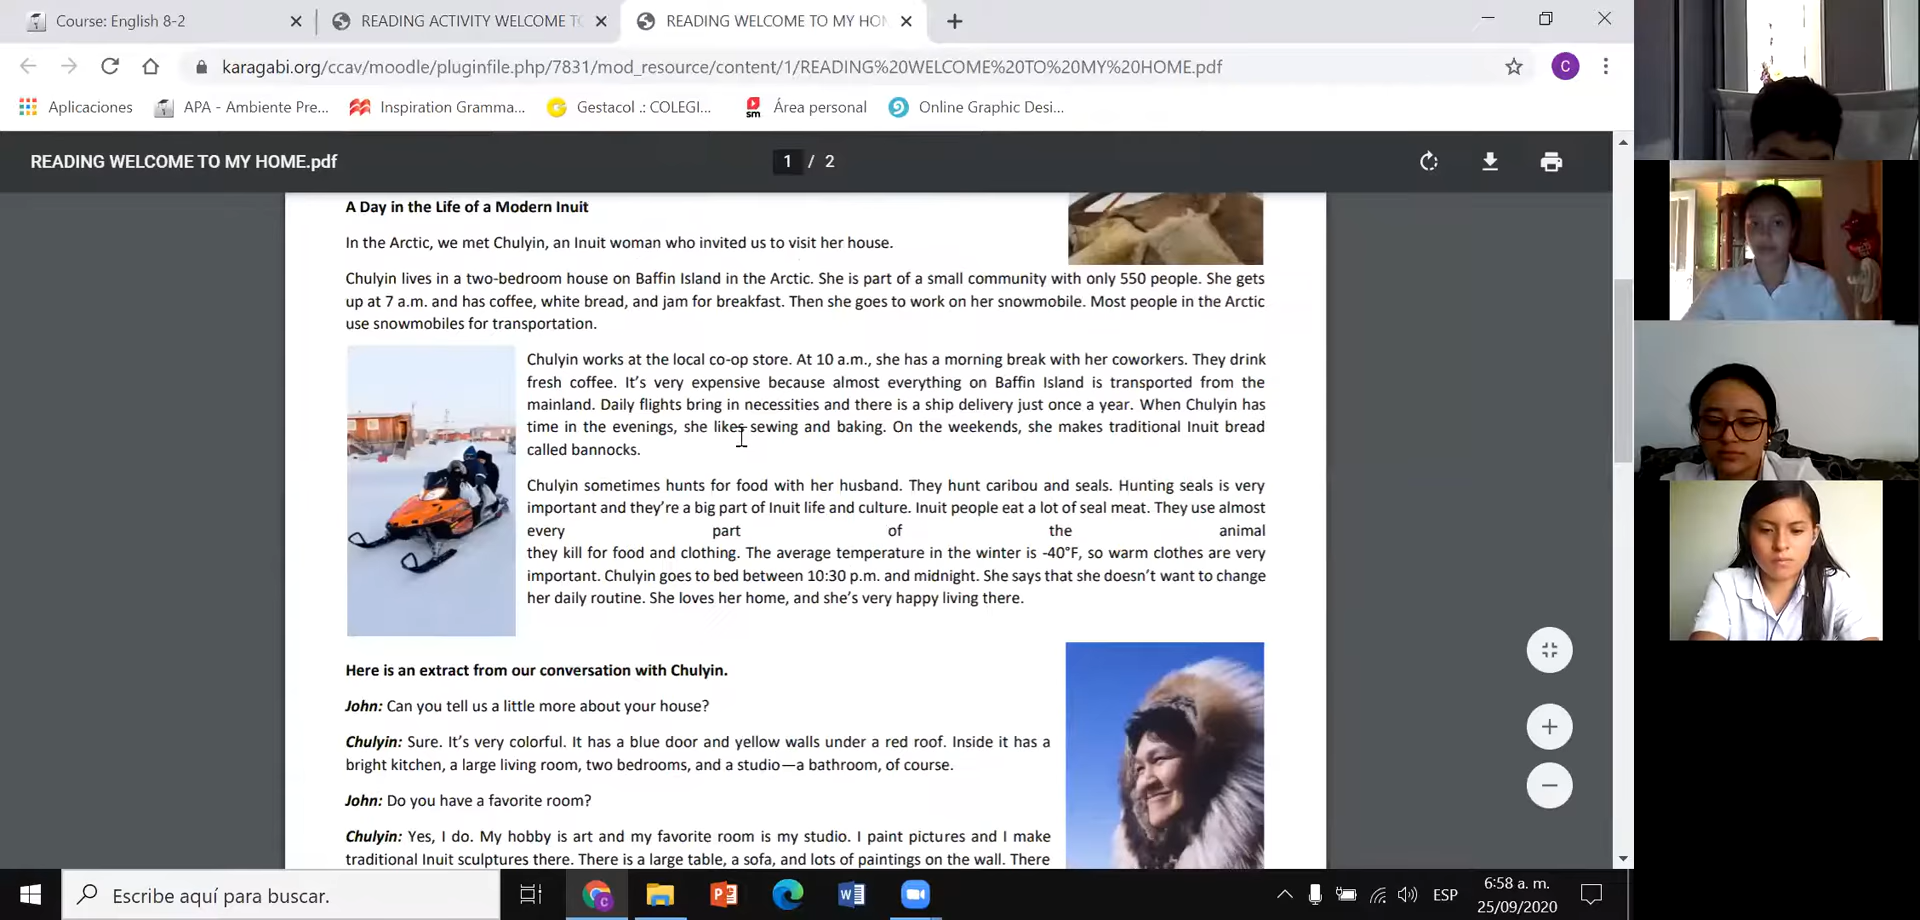 Course: English 8-2
READING ACTIVITY WELCOME TO
READING WELCOME TO MY HOM
karagabi.org/ccav/moodle/pluginfile.php/7831/mod_resource/content/1/READING%20WELCOME%20TO%20MY%20HOME.pdf
C
Aplicaciones
APA - Ambiente Pre...
Inspiration Gramma...
Gestacol .: COLEGI...
sm
Área personal
Online Graphic Desi...
READING WELCOME TO MY HOME.pdf
1 / 2
A Day in the Life of a Modern Inuit
In the Arctic, we met Chulyin, an Inuit woman who invited us to visit her house.
Chulyin lives in a two-bedroom house on Baffin Island in the Arctic. She is part of a small community with only 550 people. She gets
up at 7 a.m. and has coffee, white bread, and jam for breakfast. Then she goes to work on her snowmobile. Most people in the Arctic
use snowmobiles for transportation.
Chulyin works at the local co-op store. At 10 a.m., she has a morning break with her coworkers. They drink
fresh coffee. It's very expensive because almost everything on Baffin Island is transported from the
mainland. Daily flights bring in necessities and there is a ship delivery just once a year. When Chulyin has
time in the evenings, she likes sewing and baking. On the weekends, she makes traditional Inuit bread
called bannocks.
Chulyin sometimes hunts for food with her husband. They hunt caribou and seals. Hunting seals is very
important and they're a big part of Inuit life and culture. Inuit people eat a lot of seal meat. They use almost
every part of the animal
they kill for food and clothing. The average temperature in the winter is -40°F, so warm clothes are very
important. Chulyin goes to bed between 10:30 p.m. and midnight. She says that she doesn't want to change
her daily routine. She loves her home, and she's very happy living there.
Here is an extract from our conversation with Chulyin.
John: Can you tell us a little more about your house?
Chulyin: Sure. It's very colorful. It has a blue door and yellow walls under a red roof. Inside it has a
bright kitchen, a large living room, two bedrooms, and a studio—a bathroom, of course.
John: Do you have a favorite room?
Chulyin: Yes, I do. My hobby is art and my favorite room is my studio. I paint pictures and I make
traditional Inuit sculptures there. There is a large table, a sofa, and lots of paintings on the wall. There
Escribe aquí para buscar.
ESP
6:58 a. m.
25/09/2020